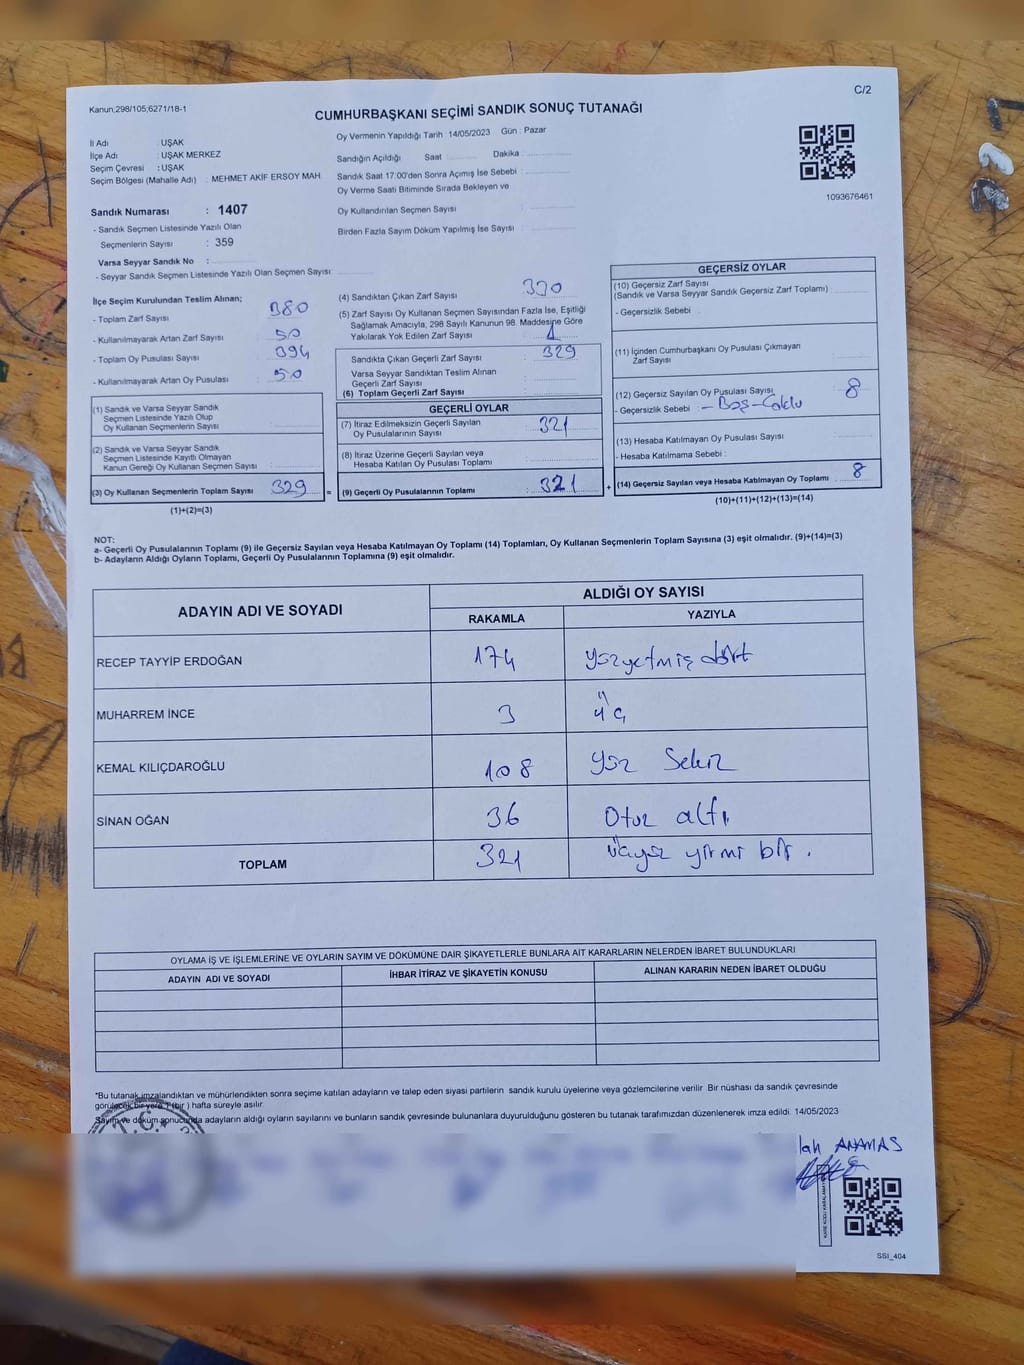 Kanun,298/105,6271/18-1
C/2
CUMHURBAŞKANI SEÇİMİ SANDIK SONUÇ TUTANAĞI
Oy Vermenin Yapıldığı Tarih : 14/05/2023 Gün : Pazar
İl Adı : UŞAK
İlçe Adı : UŞAK MERKEZ
Seçim Çevresi : UŞAK
Seçim Bölgesi (Mahalle Adı) : MEHMET AKİF ERSOY MAH.
Sandık Numarası : 1407
- Sandık Seçmen Listesinde Yazılı Olan
Seçmenlerin Sayısı : 359
Varsa Seyyar Sandık No :
- Seyyar Sandık Seçmen Listesinde Yazılı Olan Seçmen Sayısı:
Sandığın Açıldığı Saat Dakika :
Sandık Saat 17:00'den Sonra Açımış İse Sebebi :
Oy Verme Saati Bitiminde Sırada Bekleyen ve
Oy Kullandırılan Seçmen Sayısı :
Birden Fazla Sayım Döküm Yapılmış İse Sayısı :
1093676461
İlçe Seçim Kurulundan Teslim Alınan;
- Toplam Zarf Sayısı : 380
- Kullanılmayarak Artan Zarf Sayısı : 50
- Toplam Oy Pusulası Sayısı : 394
- Kullanılmayarak Artan Oy Pusulası : 50
(1) Sandık ve Varsa Seyyar Sandık
Seçmen Listesinde Yazılı Olup
Oy Kullanan Seçmenlerin Sayısı :
(2) Sandık ve Varsa Seyyar Sandık
Seçmen Listesinde Kayıtlı Olmayan
Kanun Gereği Oy Kullanan Seçmen Sayısı :
(3) Oy Kullanan Seçmenlerin Toplam Sayısı : 329
(1)+(2)=(3)
(4) Sandıktan Çıkan Zarf Sayısı : 330
(5) Zarf Sayısı Oy Kullanan Seçmen Sayısından Fazla İse, Eşitliği
Sağlamak Amacıyla, 298 Sayılı Kanunun 98. Maddesine Göre
Yakılarak Yok Edilen Zarf Sayısı : 1
Sandıkta Çıkan Geçerli Zarf Sayısı : 329
Varsa Seyyar Sandıktan Teslim Alınan
Geçerli Zarf Sayısı :
(6) Toplam Geçerli Zarf Sayısı :
GEÇERLİ OYLAR
(7) İtiraz Edilmeksizin Geçerli Sayılan
Oy Pusulalarının Sayısı : 321
(8) İtiraz Üzerine Geçerli Sayılan veya
Hesaba Katılan Oy Pusulası Toplamı :
= (9) Geçerli Oy Pusulalarının Toplamı : 321 +
GEÇERSİZ OYLAR
(10) Geçersiz Zarf Sayısı
(Sandık ve Varsa Seyyar Sandık Geçersiz Zarf Toplamı) :
- Geçersizlik Sebebi :
(11) İçinden Cumhurbaşkanı Oy Pusulası Çıkmayan
Zarf Sayısı :
(12) Geçersiz Sayılan Oy Pusulası Sayısı : 8
- Geçersizlik Sebebi : - Boş
(13) Hesaba Katılmayan Oy Pusulası Sayısı :
- Hesaba Katılmama Sebebi :
(14) Geçersiz Sayılan veya Hesaba Katılmayan Oy Toplamı : 8
(10)+(11)+(12)+(13)=(14)
NOT:
a- Geçerli Oy Pusulalarının Toplamı (9) ile Geçersiz Sayılan veya Hesaba Katılmayan Oy Toplamı (14) Toplamları, Oy Kullanan Seçmenlerin Toplam Sayısına (3) eşit olmalıdır. (9)+(14)=(3)
b- Adayların Aldığı Oyların Toplamı, Geçerli Oy Pusulalarının Toplamına (9) eşit olmalıdır.
ADAYIN ADI VE SOYADI
ALDIĞI OY SAYISI
RAKAMLA YAZIYLA
RECEP TAYYİP ERDOĞAN 174 yüzyetmiş dört
MUHARREM İNCE 3 üç
KEMAL KILIÇDAROĞLU 108 yüz Sekiz
SİNAN OĞAN 36 Otuz altı
TOPLAM 321 üçyüz yirmi bir.
OYLAMA İŞ VE İŞLEMLERİNE VE OYLARIN SAYIM VE DÖKÜMÜNE DAİR ŞİKAYETLERLE BUNLARA AİT KARARLARIN NELERDEN İBARET BULUNDUKLARI
ADAYIN ADI VE SOYADI İHBAR İTİRAZ VE ŞİKAYETİN KONUSU ALINAN KARARIN NEDEN İBARET OLDUĞU
*Bu tutanak imzalandıktan ve mühürlendikten sonra seçime katılan adayların ve talep eden siyasi partilerin sandık kurulu üyelerine veya gözlemcilerine verilir .Bir nüshası da sandık çevresinde
görülecek bir yere 1 (bir ) hafta süreyle asılır.
Sayım ve döküm sonucunda adayların aldığı oyların sayılarını ve bunların sandık çevresinde bulunanlara duyurulduğunu gösteren bu tutanak tarafımızdan düzenlenerek imza edildi. 14/05/2023
T.C.
lah ANAMAS
SSI_404